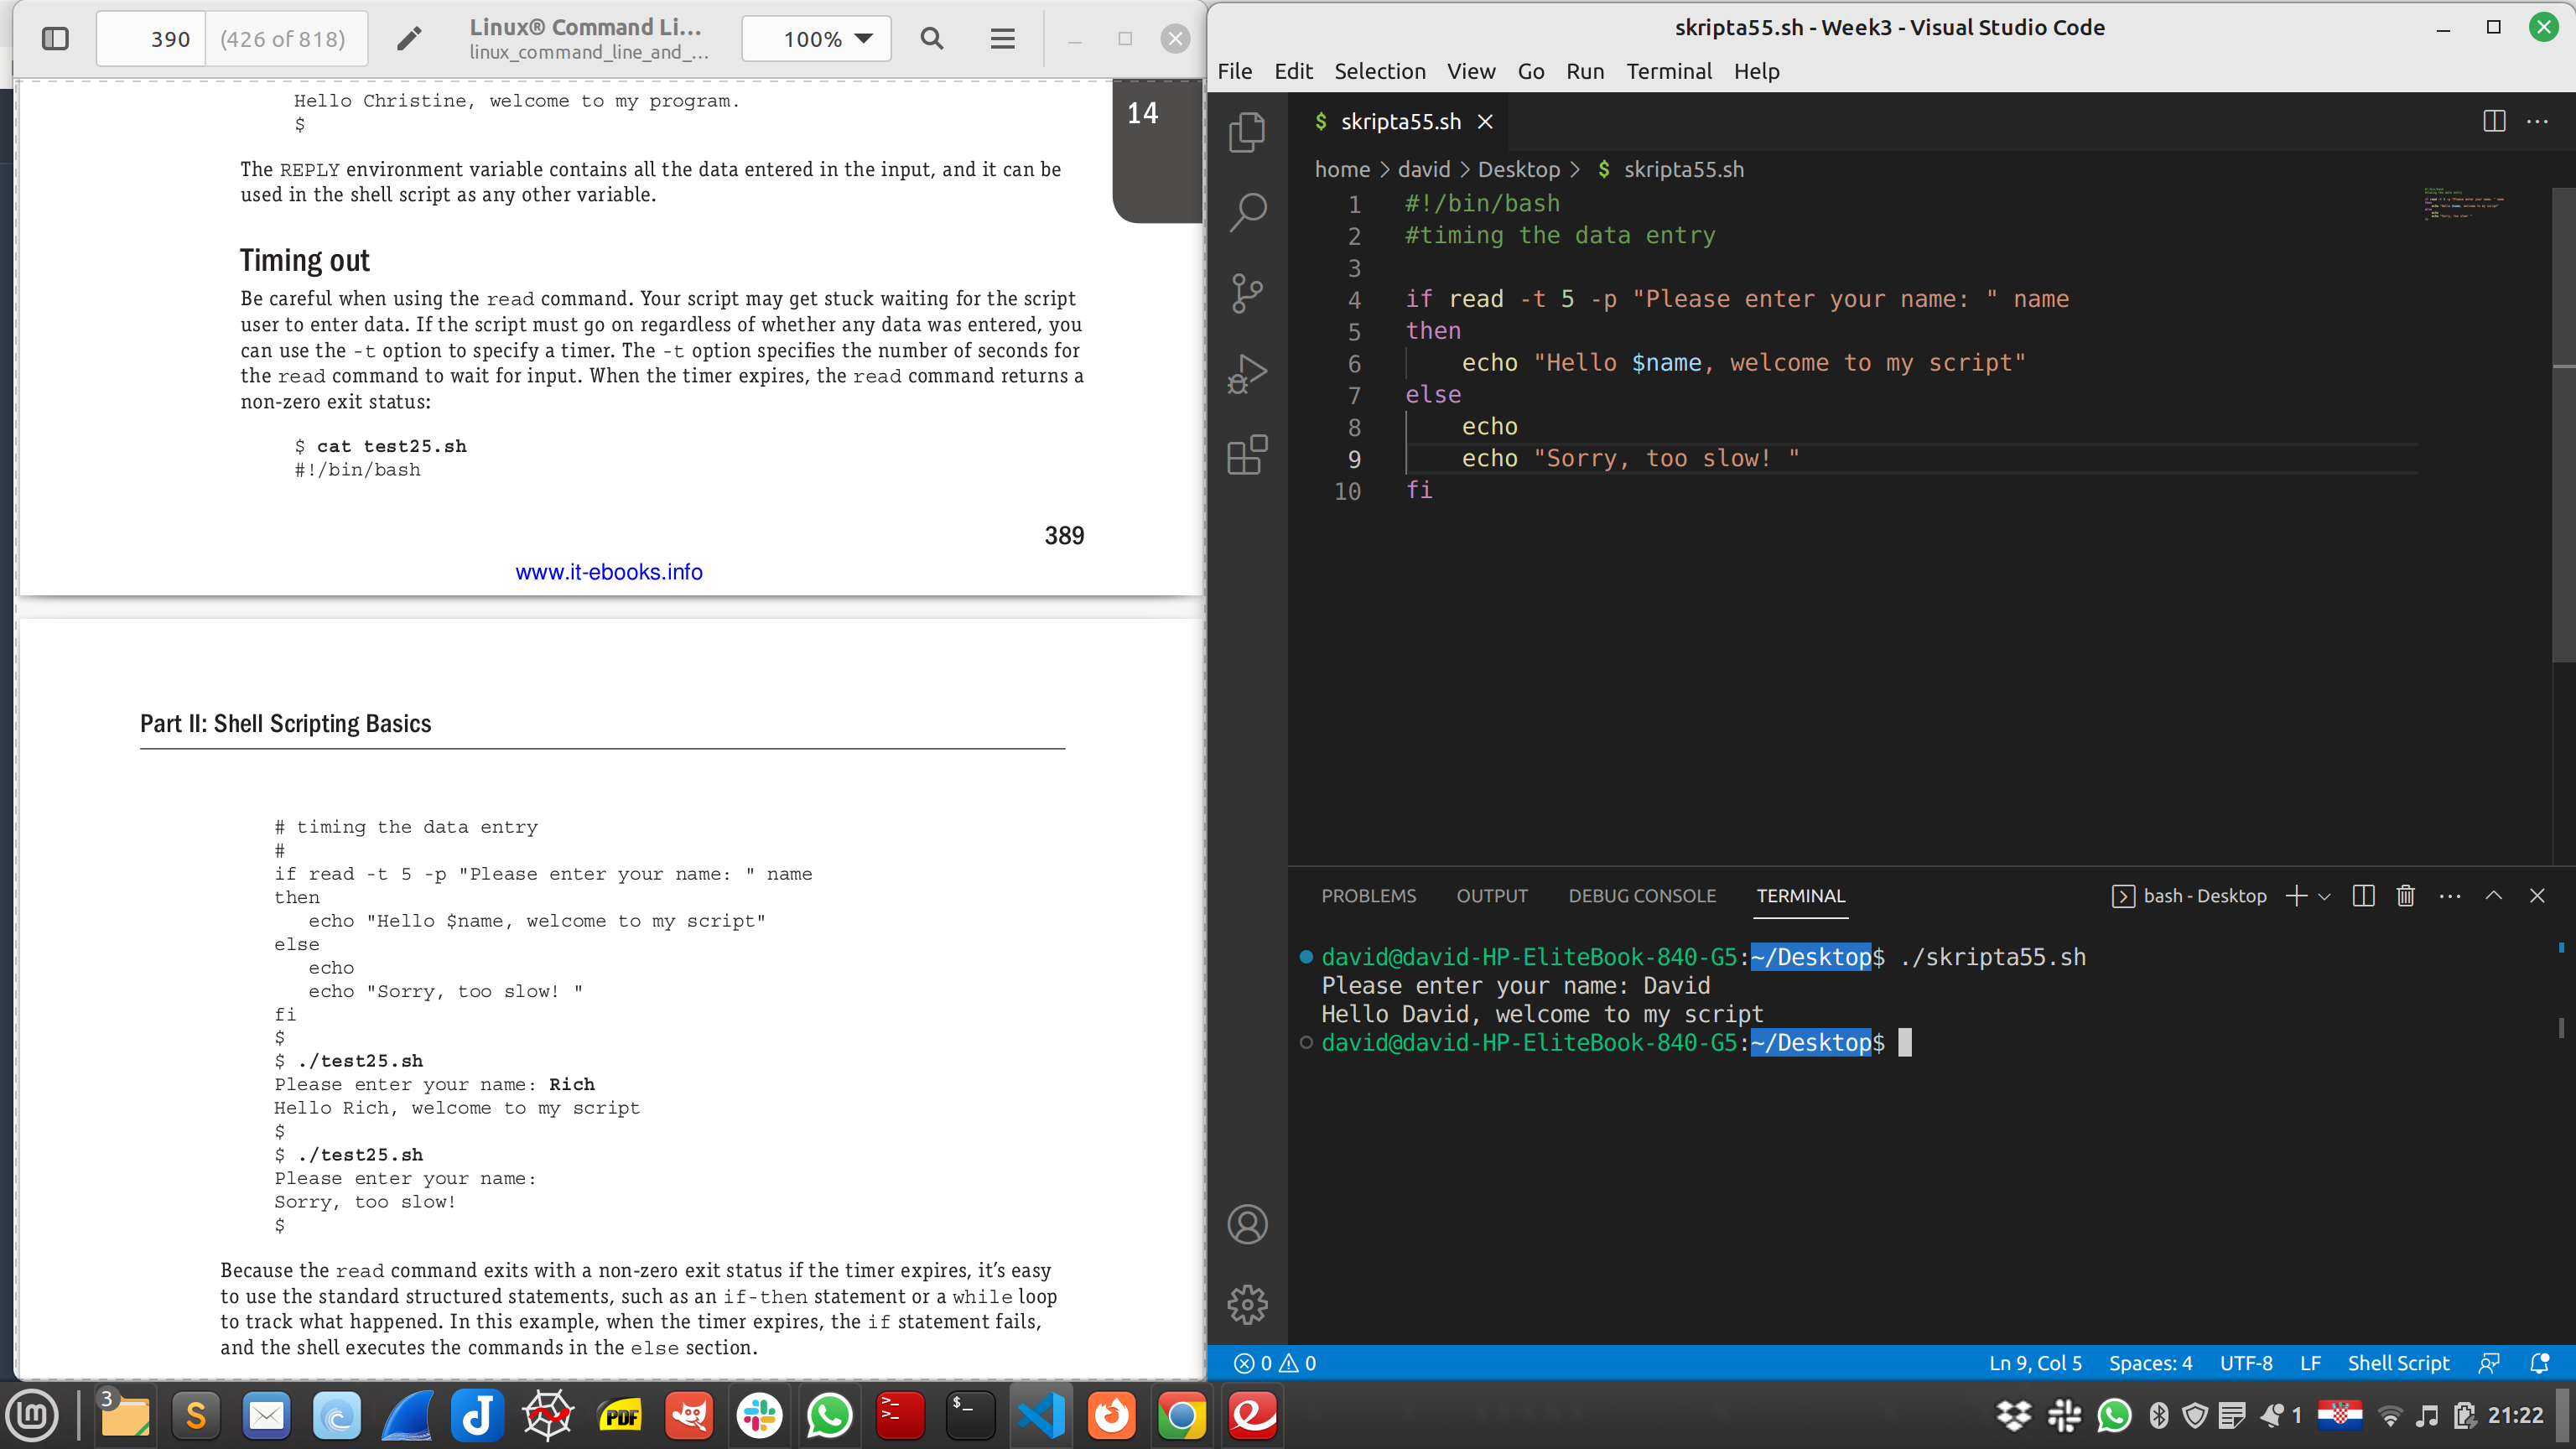 390 (426 of 818)
Linux® Command Li...
linux_command_line_and_...
100%
Hello Christine, welcome to my program.
$
14
The REPLY environment variable contains all the data entered in the input, and it can be
used in the shell script as any other variable.
Timing out
Be careful when using the read command. Your script may get stuck waiting for the script
user to enter data. If the script must go on regardless of whether any data was entered, you
can use the -t option to specify a timer. The -t option specifies the number of seconds for
the read command to wait for input. When the timer expires, the read command returns a
non-zero exit status:
$ cat test25.sh
#!/bin/bash
389
www.it-ebooks.info
Part II: Shell Scripting Basics
# timing the data entry
#
if read -t 5 -p "Please enter your name: " name
then
echo "Hello $name, welcome to my script"
else
echo
echo "Sorry, too slow! "
fi
$
$ ./test25.sh
Please enter your name: Rich
Hello Rich, welcome to my script
$
$ ./test25.sh
Please enter your name:
Sorry, too slow!
$
Because the read command exits with a non-zero exit status if the timer expires, it's easy
to use the standard structured statements, such as an if-then statement or a while loop
to track what happened. In this example, when the timer expires, the if statement fails,
and the shell executes the commands in the else section.
skripta55.sh - Week3 - Visual Studio Code
File Edit Selection View Go Run Terminal Help
$ skripta55.sh
home > david > Desktop > $ skripta55.sh
1 #!/bin/bash
2 #timing the data entry
3
4 if read -t 5 -p "Please enter your name: " name
5 then
6 echo "Hello $name, welcome to my script"
7 else
8 echo
9 echo "Sorry, too slow! "
10 fi
PROBLEMS OUTPUT DEBUG CONSOLE TERMINAL bash - Desktop
david@david-HP-EliteBook-840-G5:~/Desktop$ ./skripta55.sh
Please enter your name: David
Hello David, welcome to my script
david@david-HP-EliteBook-840-G5:~/Desktop$
0 0 Ln 9, Col 5 Spaces: 4 UTF-8 LF Shell Script
3 S PDF $_ 1 21:22